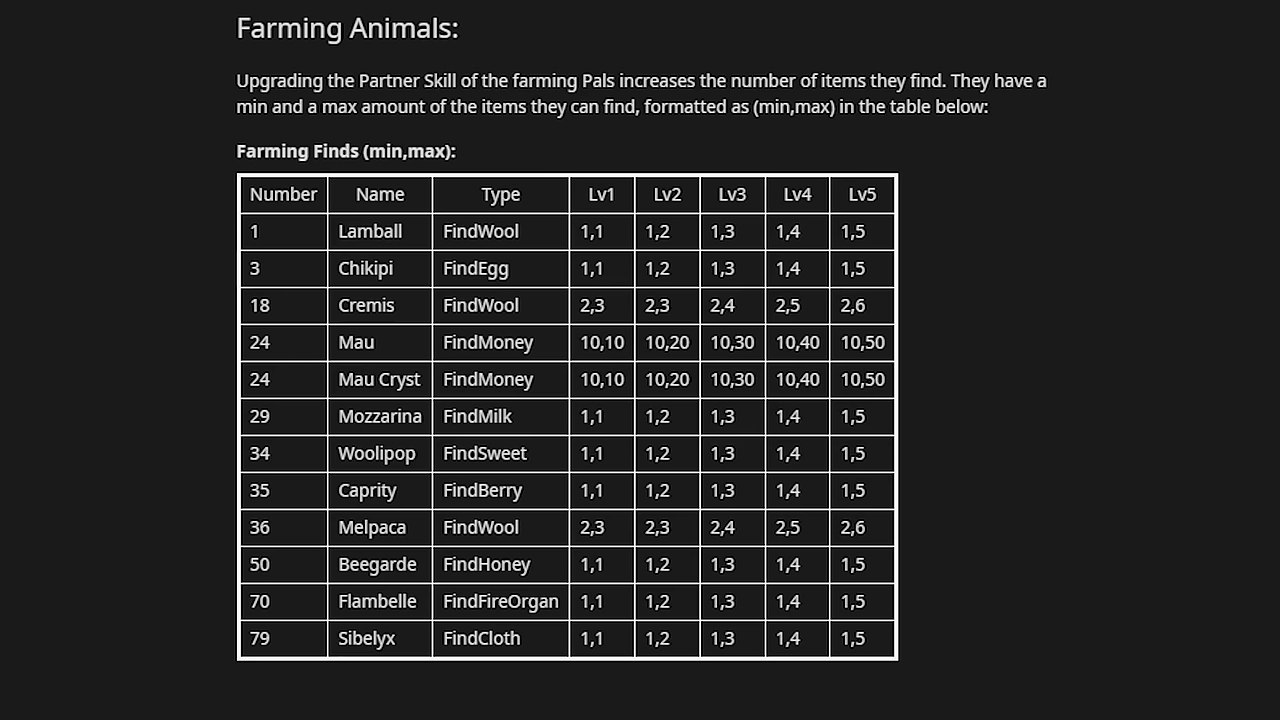 Farming Animals:
Upgrading the Partner Skill of the farming Pals increases the number of items they find. They have a
min and a max amount of the items they can find, formatted as (min,max) in the table below:
Farming Finds (min,max):
Number Name Type Lv1 Lv2 Lv3 Lv4 Lv5
1 Lamball FindWool 1,1 1,2 1,3 1,4 1,5
3 Chikipi FindEgg 1,1 1,2 1,3 1,4 1,5
18 Cremis FindWool 2,3 2,3 2,4 2,5 2,6
24 Mau FindMoney 10,10 10,20 10,30 10,40 10,50
24 Mau Cryst FindMoney 10,10 10,20 10,30 10,40 10,50
29 Mozzarina FindMilk 1,1 1,2 1,3 1,4 1,5
34 Woolipop FindSweet 1,1 1,2 1,3 1,4 1,5
35 Caprity FindBerry 1,1 1,2 1,3 1,4 1,5
36 Melpaca FindWool 2,3 2,3 2,4 2,5 2,6
50 Beegarde FindHoney 1,1 1,2 1,3 1,4 1,5
70 Flambelle FindFireOrgan 1,1 1,2 1,3 1,4 1,5
79 Sibelyx FindCloth 1,1 1,2 1,3 1,4 1,5